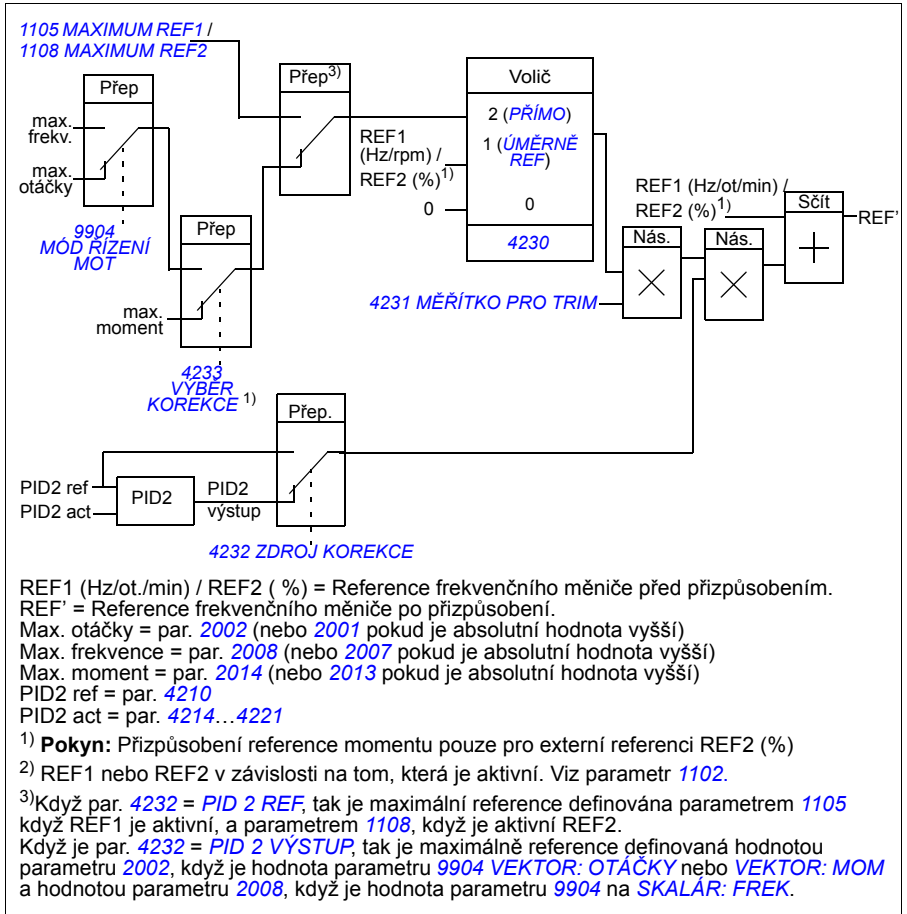 1105 MAXIMUM REF1 /
1108 MAXIMUM REF2
Přep
max.
frekv.
max.
otáčky
9904
MÓD ŘÍZENÍ
MOT
Přep
max.
moment
4233
VÝBĚR
KOREKCE 1)
Přep3)
REF1
(Hz/rpm) /
REF2 (%)1)
0
Volič
2 (PŘÍMO)
1 (ÚMĚRNĚ
REF)
0
4230
4231 MĚŘÍTKO PRO TRIM
Nás.
Nás.
REF1 (Hz/ot/min) /
REF2 (%)1)
Sčít
REF'
PID2 ref
PID2 act
PID2
PID2
výstup
Přep.
4232 ZDROJ KOREKCE
REF1 (Hz/ot./min) / REF2 ( %) = Reference frekvenčního měniče před přizpůsobením.
REF' = Reference frekvenčního měniče po přizpůsobení.
Max. otáčky = par. 2002 (nebo 2001 pokud je absolutní hodnota vyšší)
Max. frekvence = par. 2008 (nebo 2007 pokud je absolutní hodnota vyšší)
Max. moment = par. 2014 (nebo 2013 pokud je absolutní hodnota vyšší)
PID2 ref = par. 4210
PID2 act = par. 4214…4221
1) Pokyn: Přizpůsobení reference momentu pouze pro externí referenci REF2 (%)
2) REF1 nebo REF2 v závislosti na tom, která je aktivní. Viz parametr 1102.
3)Když par. 4232 = PID 2 REF, tak je maximální reference definována parametrem 1105
když REF1 je aktivní, a parametrem 1108, když je aktivní REF2.
Když je par. 4232 = PID 2 VÝSTUP, tak je maximálně reference definovaná hodnotou
parametru 2002, když je hodnota parametru 9904 VEKTOR: OTÁČKY nebo VEKTOR: MOM
a hodnotou parametru 2008, když je hodnota parametru 9904 na SKALÁR: FREK.